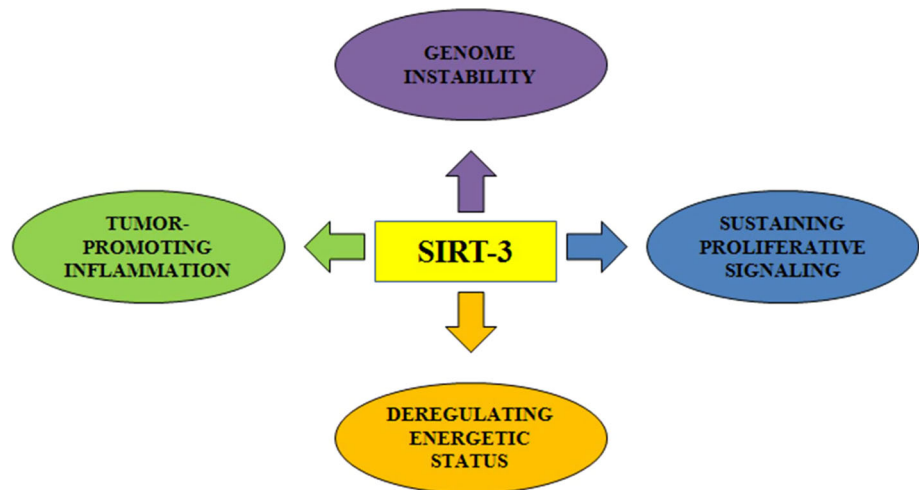 GENOME
INSTABILITY
TUMOR-
PROMOTING
INFLAMMATION
SIRT-3
SUSTAINING
PROLIFERATIVE
SIGNALING
DEREGULATING
ENERGETIC
STATUS